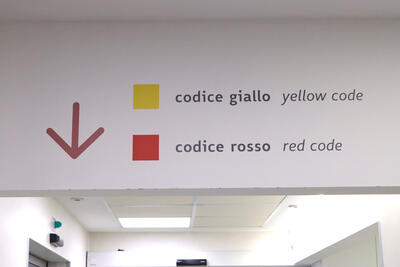 codice giallo yellow code
codice rosso red code